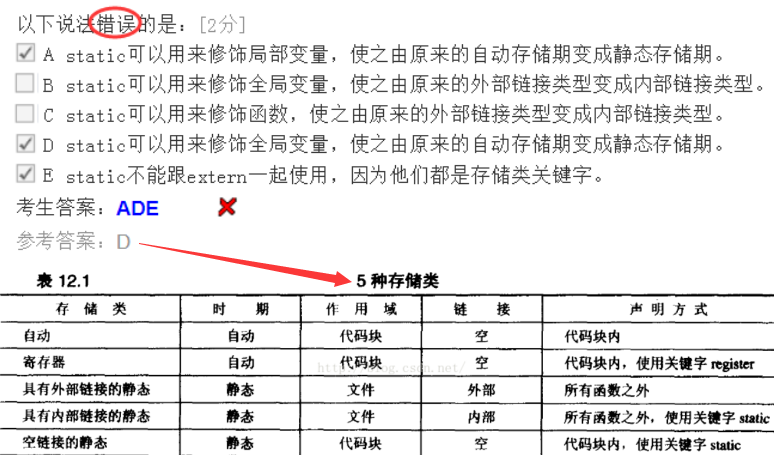 以下说法错误的是：[2分]
A static可以用来修饰局部变量，使之由原来的自动存储期变成静态存储期。
B static可以用来修饰全局变量，使之由原来的外部链接类型变成内部链接类型。
C static可以用来修饰函数，使之由原来的外部链接类型变成内部链接类型。
D static可以用来修饰全局变量，使之由原来的自动存储期变成静态存储期。
E static不能跟extern一起使用，因为他们都是存储类关键字。
考生答案：ADE
参考答案：D
表 12.1 5 种存储类
存 储 类 时 期 作 用 域 链 接 声 明 方 式
自动 自动 代码块 空 代码块内
寄存器 自动 代码块 空 代码块内，使用关键字 register
具有外部链接的静态 静态 文件 外部 所有函数之外
具有内部链接的静态 静态 文件 内部 所有函数之外，使用关键字 static
空链接的静态 静态 代码块 空 代码块内，使用关键字 static